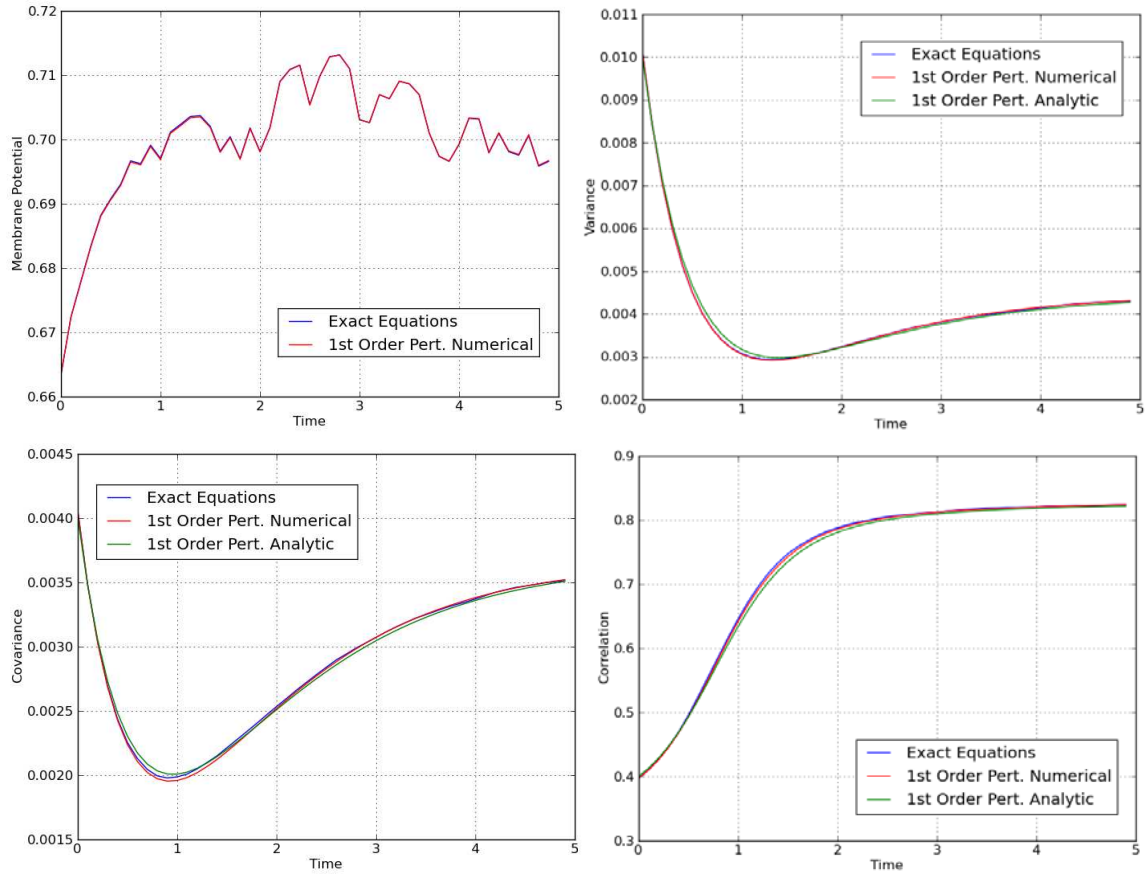 0.72
0.71
0.70
0.69
0.68
0.67
0.66
Membrane Potential
Exact Equations
1st Order Pert. Numerical
0 1 2 3 4 5
Time
0.011
0.010
0.009
0.008
0.007
0.006
0.005
0.004
0.003
0.002
Variance
Exact Equations
1st Order Pert. Numerical
1st Order Pert. Analytic
0 1 2 3 4 5
Time
0.0045
0.0040
0.0035
0.0030
0.0025
0.0020
0.0015
Covariance
Exact Equations
1st Order Pert. Numerical
1st Order Pert. Analytic
0 1 2 3 4 5
Time
0.9
0.8
0.7
0.6
0.5
0.4
0.3
Correlation
Exact Equations
1st Order Pert. Numerical
1st Order Pert. Analytic
0 1 2 3 4 5
Time